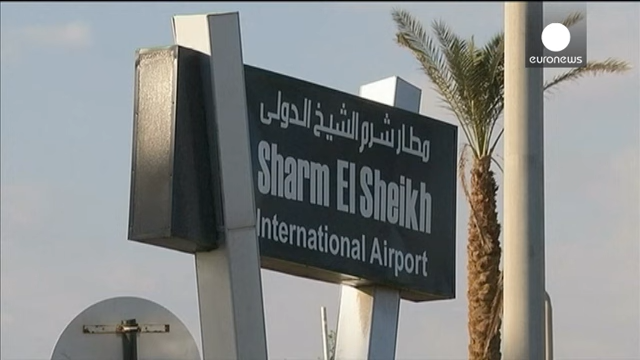 euronews
مطار شرم الشيخ الدولى
Sharm El Sheikh
International Airport